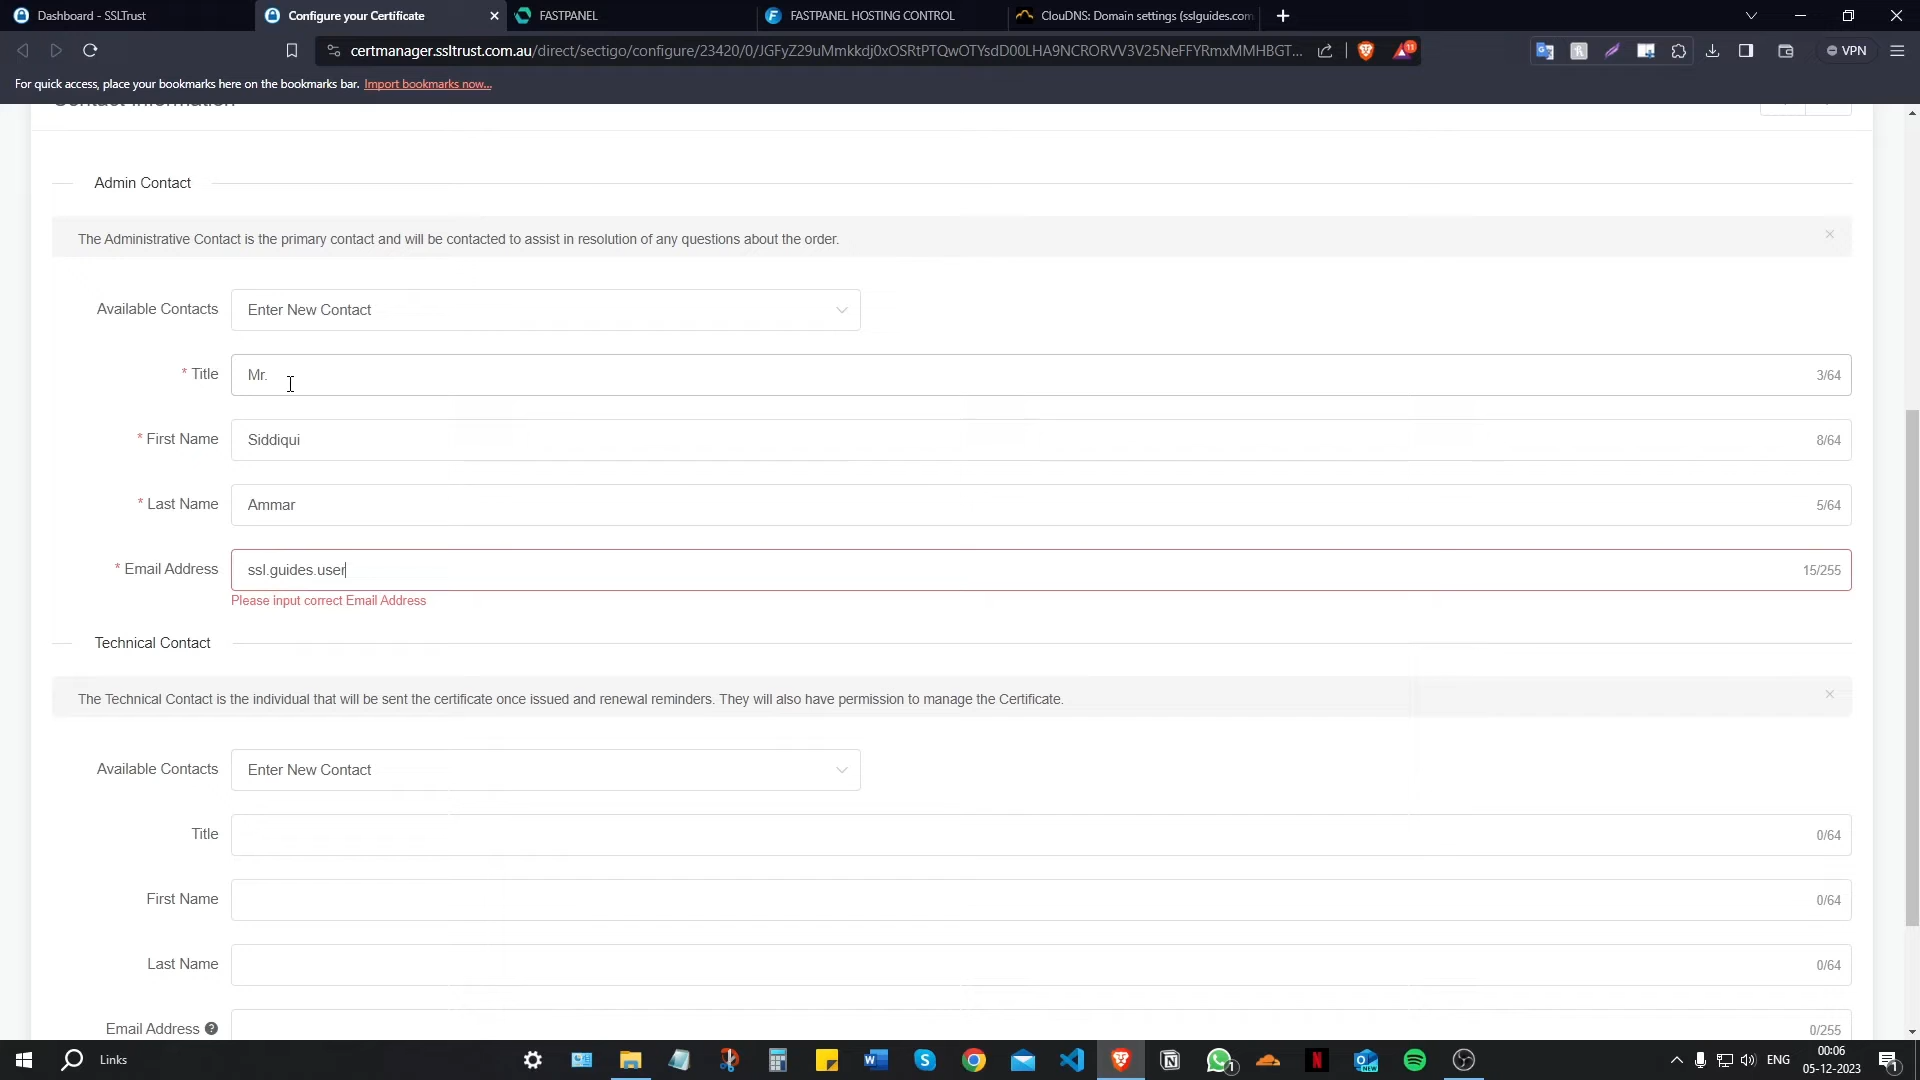 Dashboard - SSLTrust
Configure your Certificate
FASTPANEL
FASTPANEL HOSTING CONTROL
ClouDNS: Domain settings (sslguides.com
certmanager.ssltrust.com.au/direct/sectigo/configure/23420/0/JGFyZ29uMmkkdj0xOSRtPTQwOTYsdD00LHA9NCRORVV3V25NeFFYRmxMMHBGT...
11
VPN
For quick access, place your bookmarks here on the bookmarks bar. Import bookmarks now...
Contact Information
Admin Contact
The Administrative Contact is the primary contact and will be contacted to assist in resolution of any questions about the order.
Available Contacts
Enter New Contact
* Title
Mr.
3/64
* First Name
Siddiqui
8/64
* Last Name
Ammar
5/64
* Email Address
ssl.guides.user
15/255
Please input correct Email Address
Technical Contact
The Technical Contact is the individual that will be sent the certificate once issued and renewal reminders. They will also have permission to manage the Certificate.
Available Contacts
Enter New Contact
Title
0/64
First Name
0/64
Last Name
0/64
Email Address
0/255
Links
ENG
00:06
05-12-2023